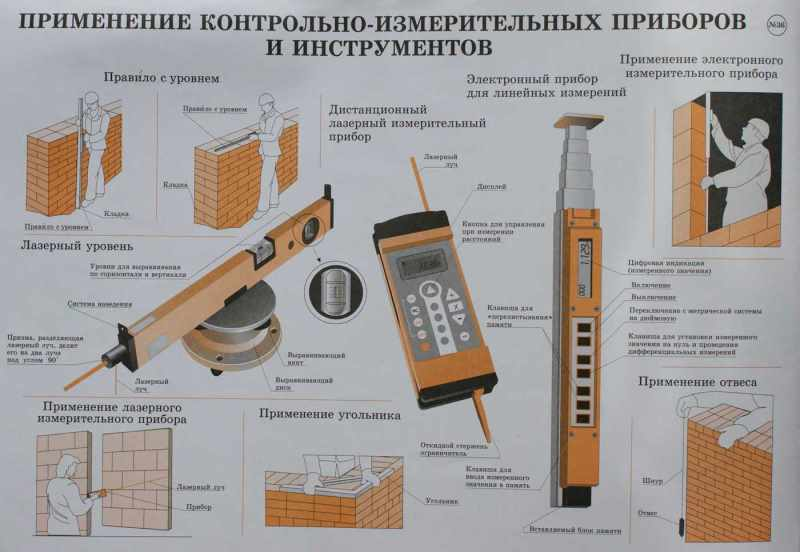 ПРИМЕНЕНИЕ КОНТРОЛЬНО-ИЗМЕРИТЕЛЬНЫХ ПРИБОРОВ
И ИНСТРУМЕНТОВ
№36
Правило с уровнем
Правило с уровнем
Кладка
Правило с уровнем
Кладка
Дистанционный
лазерный измерительный
прибор
Лазерный
луч
Дисплей
Кнопка для управления
при измерении
расстояний
Клавиша для
«перелистывания»
памяти
Откидной стержень
ограничитель
Электронный прибор
для линейных измерений
1.129
000
Цифровая индикация
(измеренного значения)
Включение
Выключение
Переключение с метрической системы
на дюймовую
Клавиша для установки измеренного
значения на нуль и проведения
дифференциальных измерений
Клавиша для
ввода измеренного
значения в память
Вставляемый блок памяти
Применение электронного
измерительного прибора
Лазерный уровень
Уровни для выравнивания
по горизонтали и вертикали
Система наведения
Призма, разделяющая
лазерный луч, делит
его на два луча
под углом 90°
Лазерный
луч
Выравнивающий
винт
Выравнивающий
диск
Применение лазерного
измерительного прибора
Лазерный луч
Прибор
Применение угольника
Угольник
Применение отвеса
Шнур
Отвес